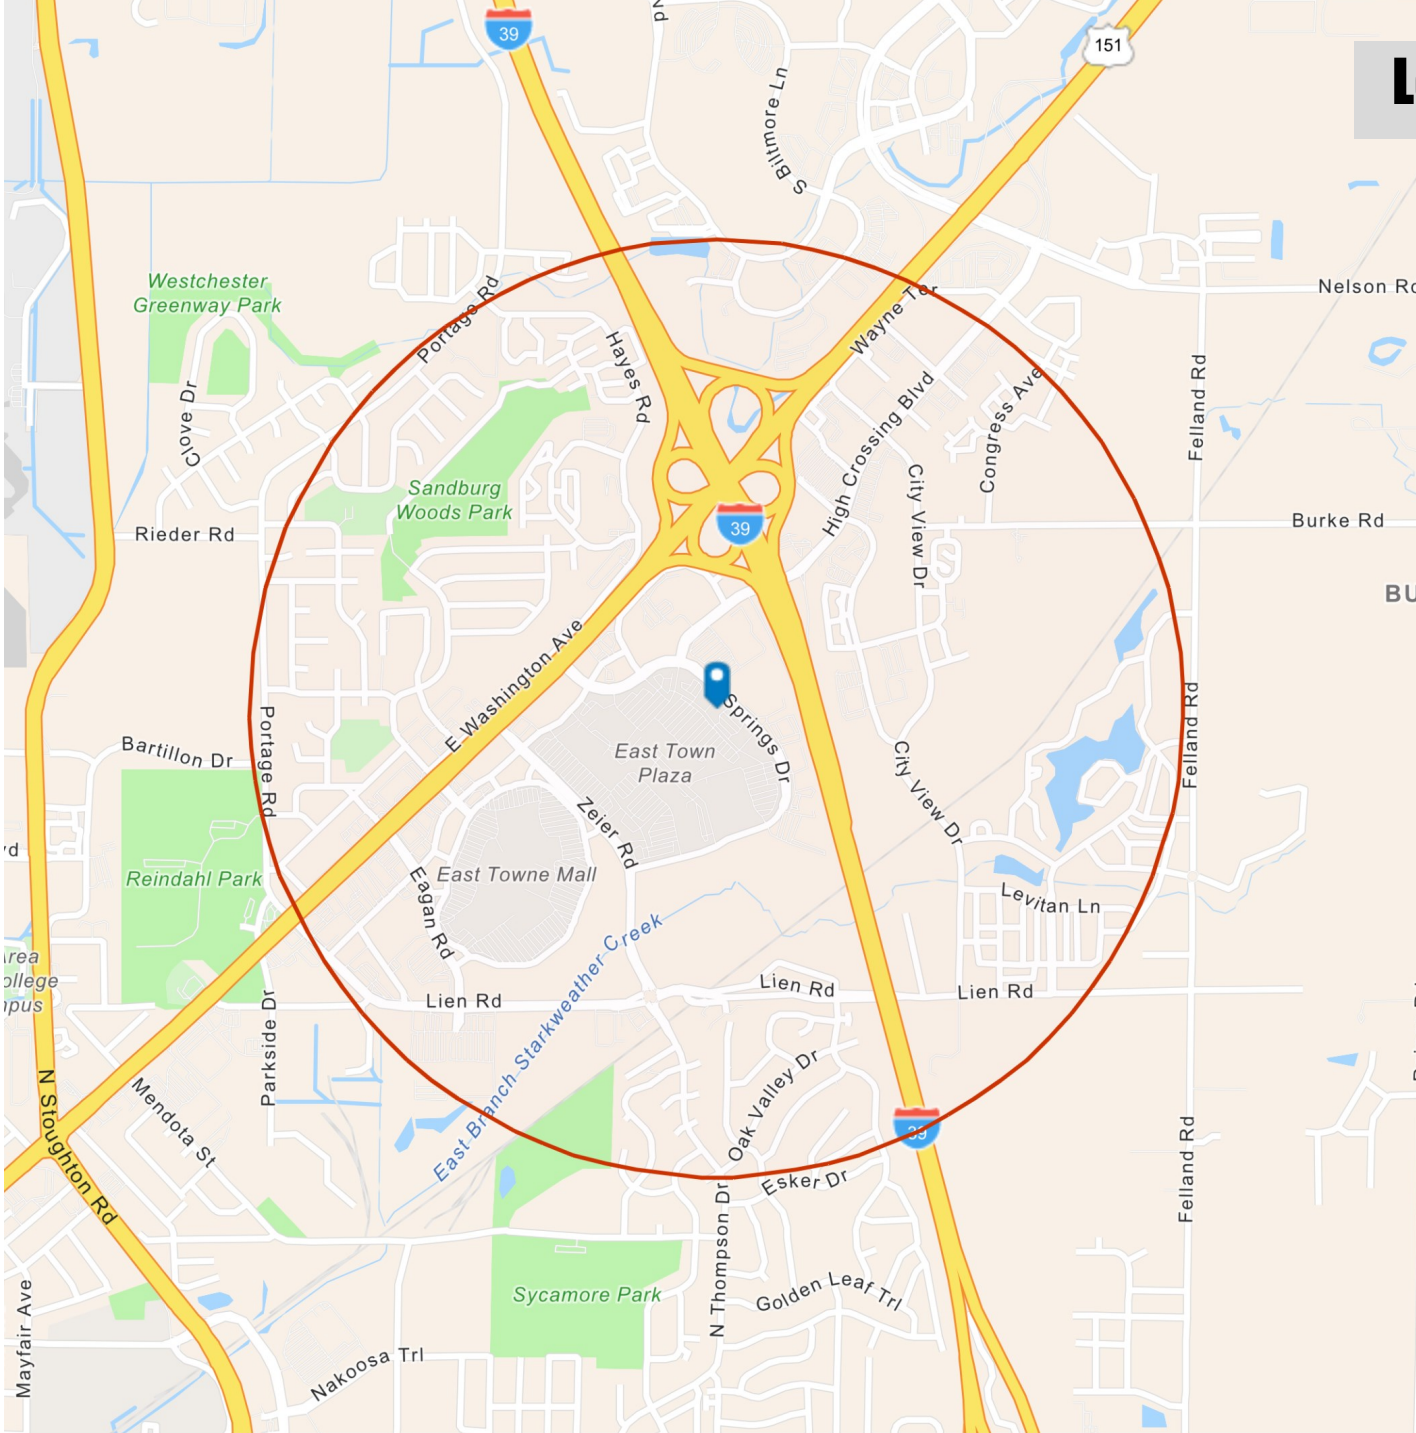 39
151
S Biltmore Ln
Westchester
Greenway Park
Nelson Rd
Portage Rd
Wayne Ter
Hayes Rd
Clove Dr
Felland Rd
Congress Ave
High Crossing Blvd
City View Dr
Sandburg
Woods Park
39
Burke Rd
Rieder Rd
BU
E Washington Ave
Springs Dr
Felland Rd
Portage Rd
Bartillon Dr
East Town
Plaza
City View Dr
Zeier Rd
East Towne Mall
Reindahl Park
Eagan Rd
Levitan Ln
East Branch Starkweather Creek
Lien Rd
Lien Rd
Lien Rd
Parkside Dr
N Stoughton Rd
Mendota St
Oak Valley Dr
39
Esker Dr
Felland Rd
N Thompson Dr
Golden Leaf Trl
Sycamore Park
Mayfair Ave
Nakoosa Trl